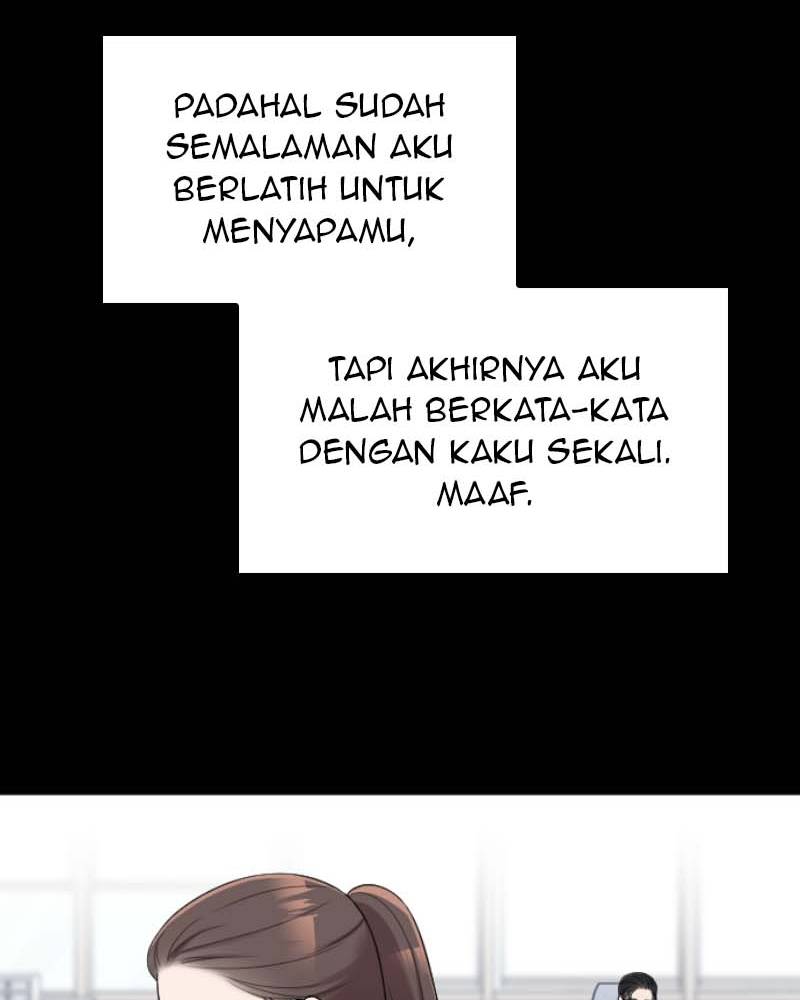 PADAHAL SUDAH
SEMALAMAN AKU
BERLATIH UNTUK
MENYAPAMU,
TAPI AKHIRNYA AKU
MALAH BERKATA-KATA
DENGAN KAKU SEKALI.
MAAF.